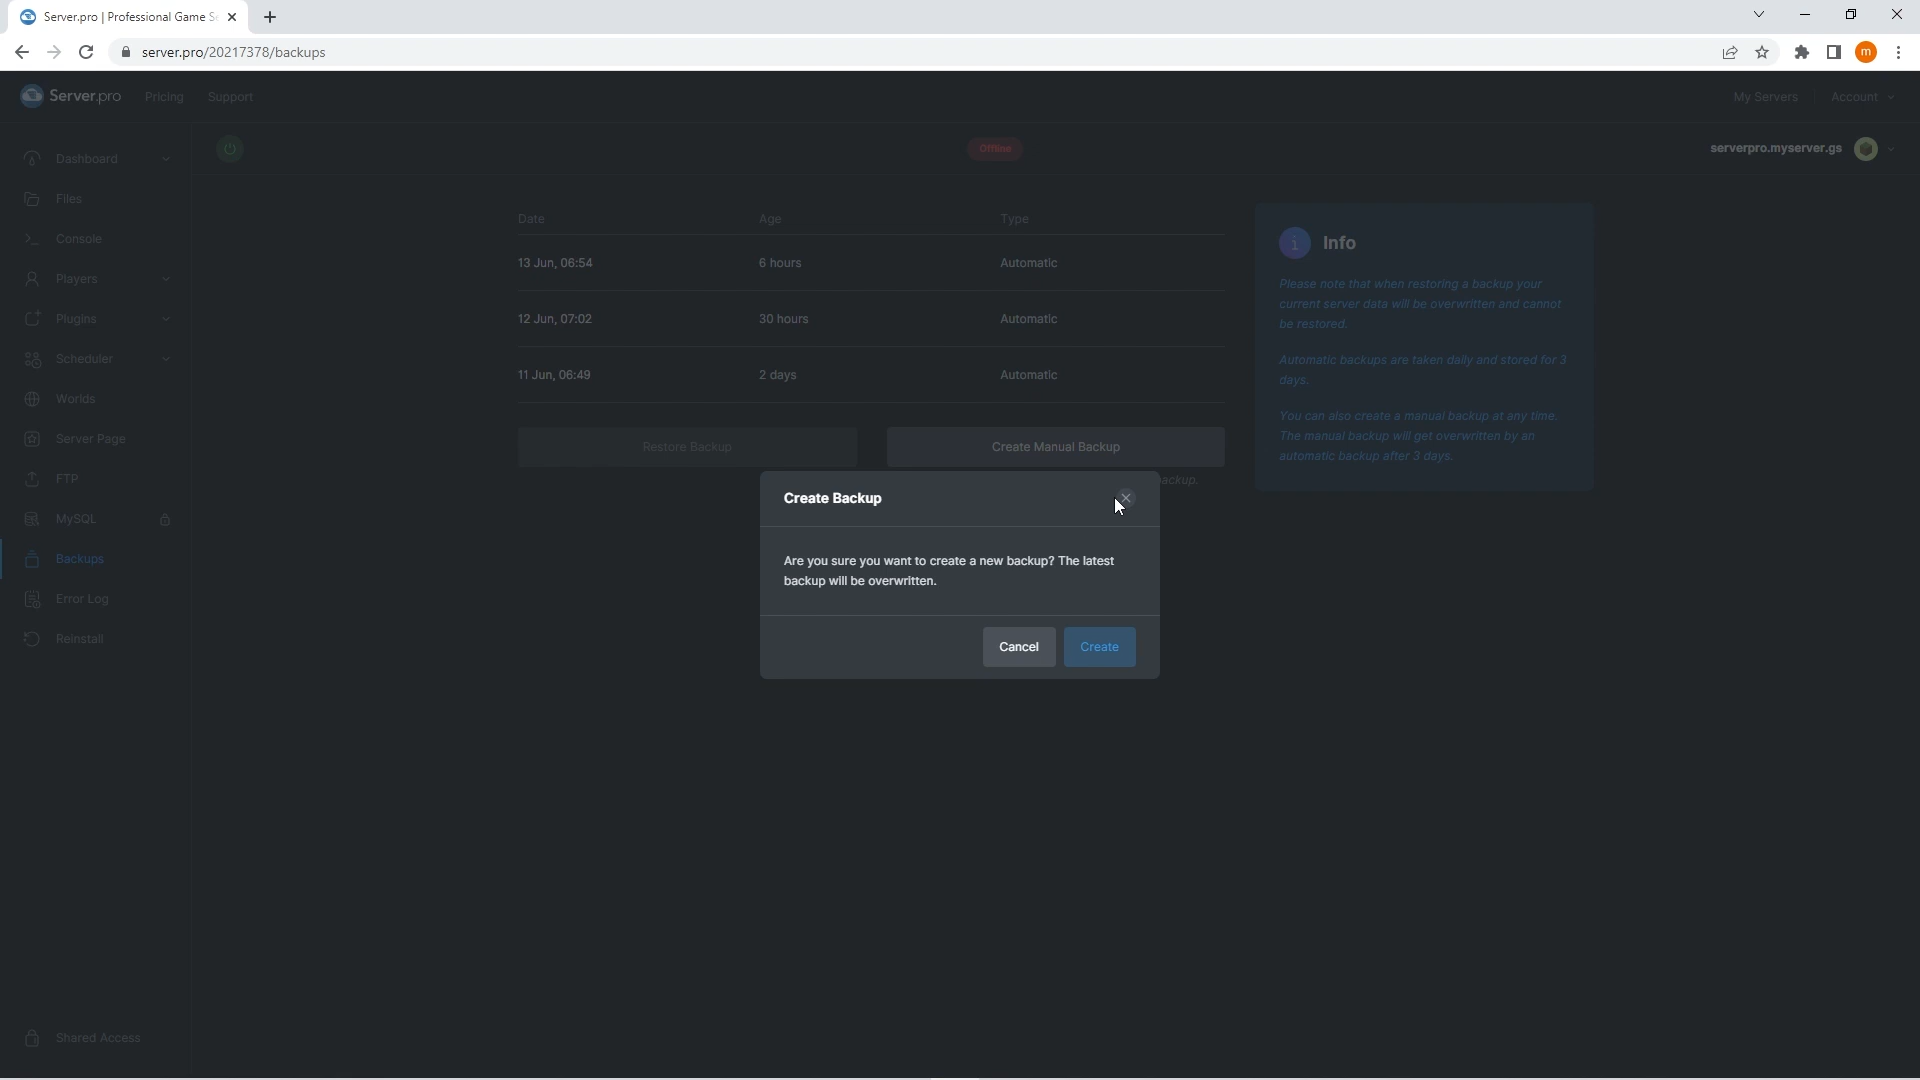 Server.pro | Professional Game S
server.pro/20217378/backups
m
Server.pro
Pricing
Support
My Servers
Account
Dashboard
Offline
serverpro.myserver.gs
Files
Console
Players
Plugins
Scheduler
Worlds
Server Page
FTP
MySQL
Backups
Error Log
Reinstall
Shared Access
Date Age Type
13 Jun, 06:54 6 hours Automatic
12 Jun, 07:02 30 hours Automatic
11 Jun, 06:49 2 days Automatic
Restore Backup
Create Manual Backup
backup.
i Info
Please note that when restoring a backup your
current server data will be overwritten and cannot
be restored.
Automatic backups are taken daily and stored for 3
days.
You can also create a manual backup at any time.
The manual backup will get overwritten by an
automatic backup after 3 days.
Create Backup
Are you sure you want to create a new backup? The latest
backup will be overwritten.
Cancel
Create